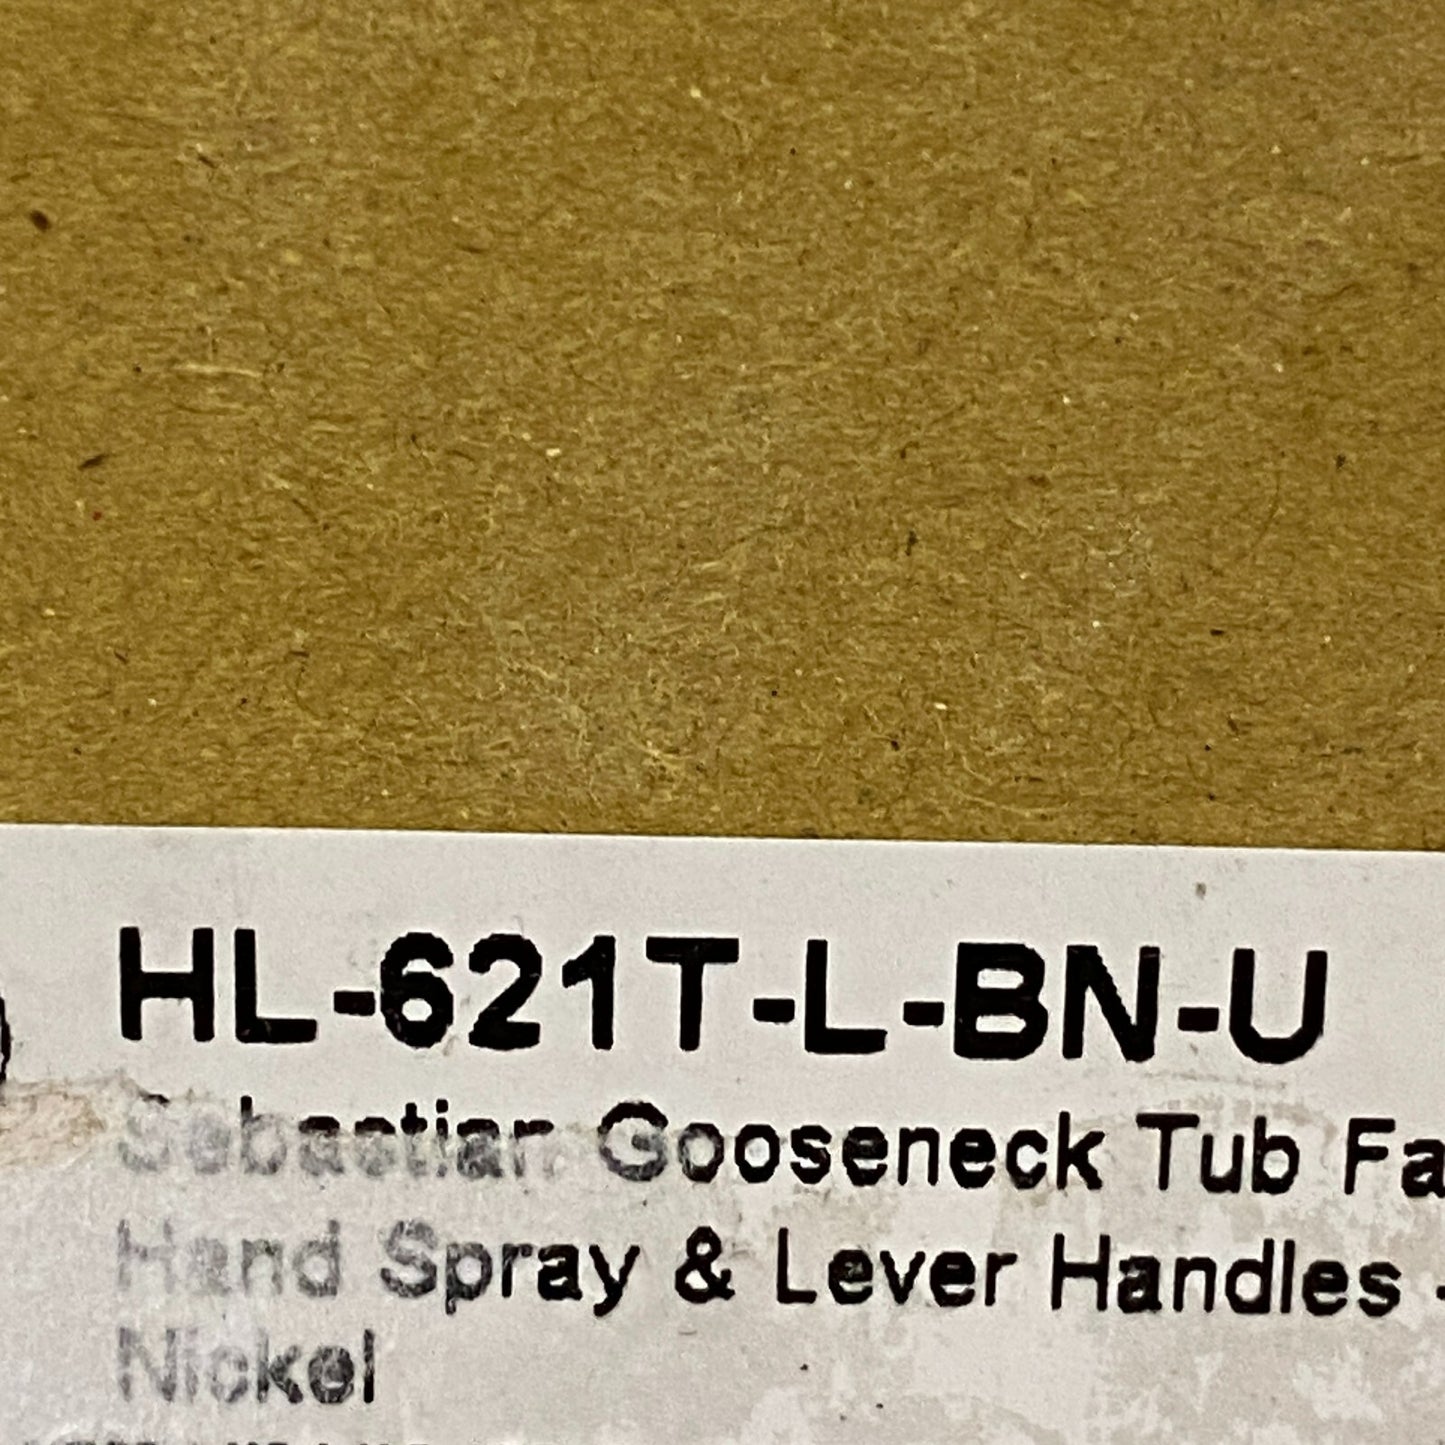 HL-621T-L-BN-U
Sebastian Gooseneck Tub Fa
Hand Spray & Lever Handles -
Nickel